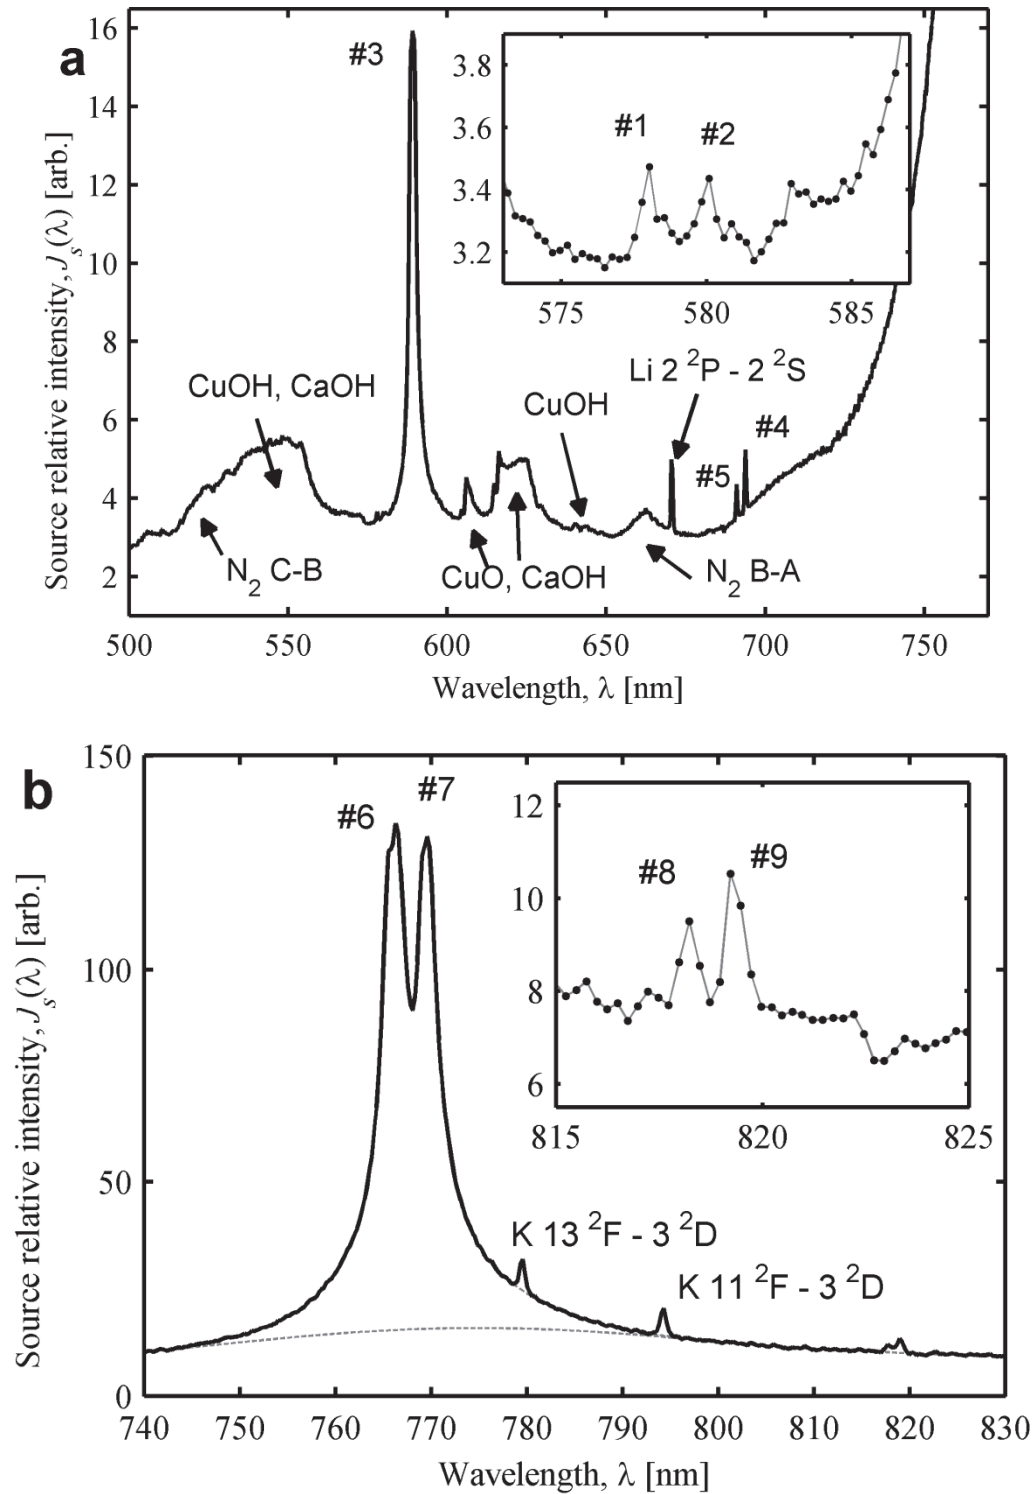 a
Source relative intensity, J_s(λ) [arb.]
16
14
12
10
8
6
4
2
#3
3.8
3.6
3.4
3.2
#1
#2
575 580 585
CuOH, CaOH
Li 2 ²P - 2 ²S
CuOH
#4
#5
N₂ C-B
CuO, CaOH
N₂ B-A
500 550 600 650 700 750
Wavelength, λ [nm]
b
Source relative intensity, J_s(λ) [arb.]
150
100
50
0
#6
#7
12
10
8
6
#8
#9
815 820 825
K 13 ²F - 3 ²D
K 11 ²F - 3 ²D
740 750 760 770 780 790 800 810 820 830
Wavelength, λ [nm]